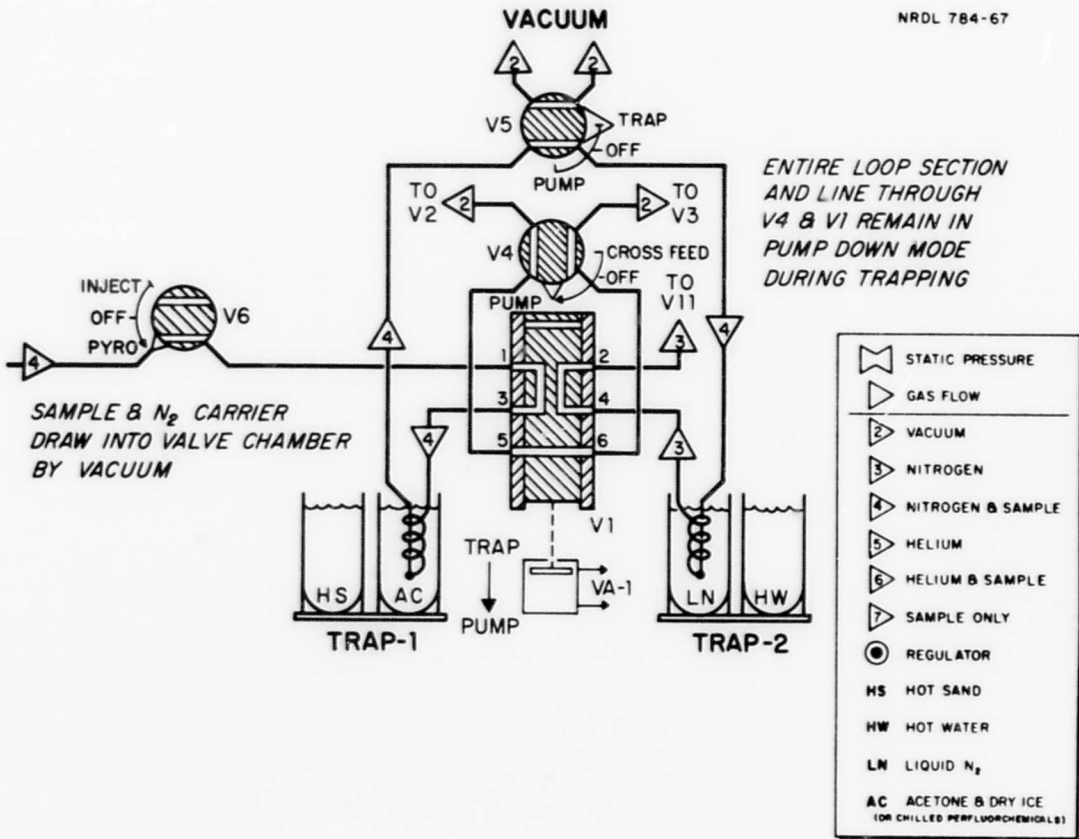 NRDL 784-67
VACUUM
2
2
V5
TRAP
OFF
PUMP
ENTIRE LOOP SECTION
AND LINE THROUGH
V4 & V1 REMAIN IN
PUMP DOWN MODE
DURING TRAPPING
TO
V2
2
2
TO
V3
V4
CROSS FEED
OFF
PUMP
TO
V11
3
INJECT
OFF
PYRO
V6
4
4
4
SAMPLE & N₂ CARRIER
DRAW INTO VALVE CHAMBER
BY VACUUM
1
2
3
4
5
6
4
3
V1
HS
AC
TRAP-1
TRAP
PUMP
VA-1
LN
HW
TRAP-2
STATIC PRESSURE
GAS FLOW
2 VACUUM
3 NITROGEN
4 NITROGEN & SAMPLE
5 HELIUM
6 HELIUM & SAMPLE
7 SAMPLE ONLY
REGULATOR
HS HOT SAND
HW HOT WATER
LN LIQUID N₂
AC ACETONE & DRY ICE
(OR CHILLED PERFLUORCHEMICALS)